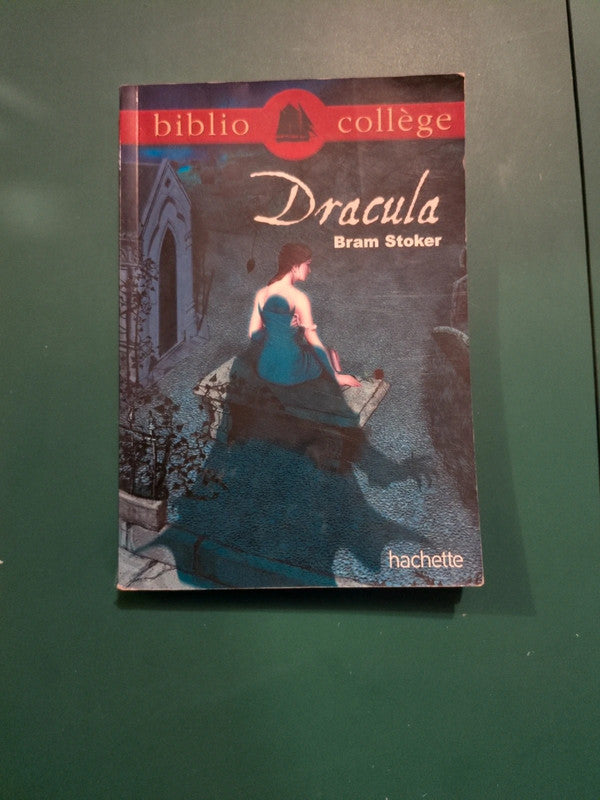 biblio collège
Dracula
Bram Stoker
hachette